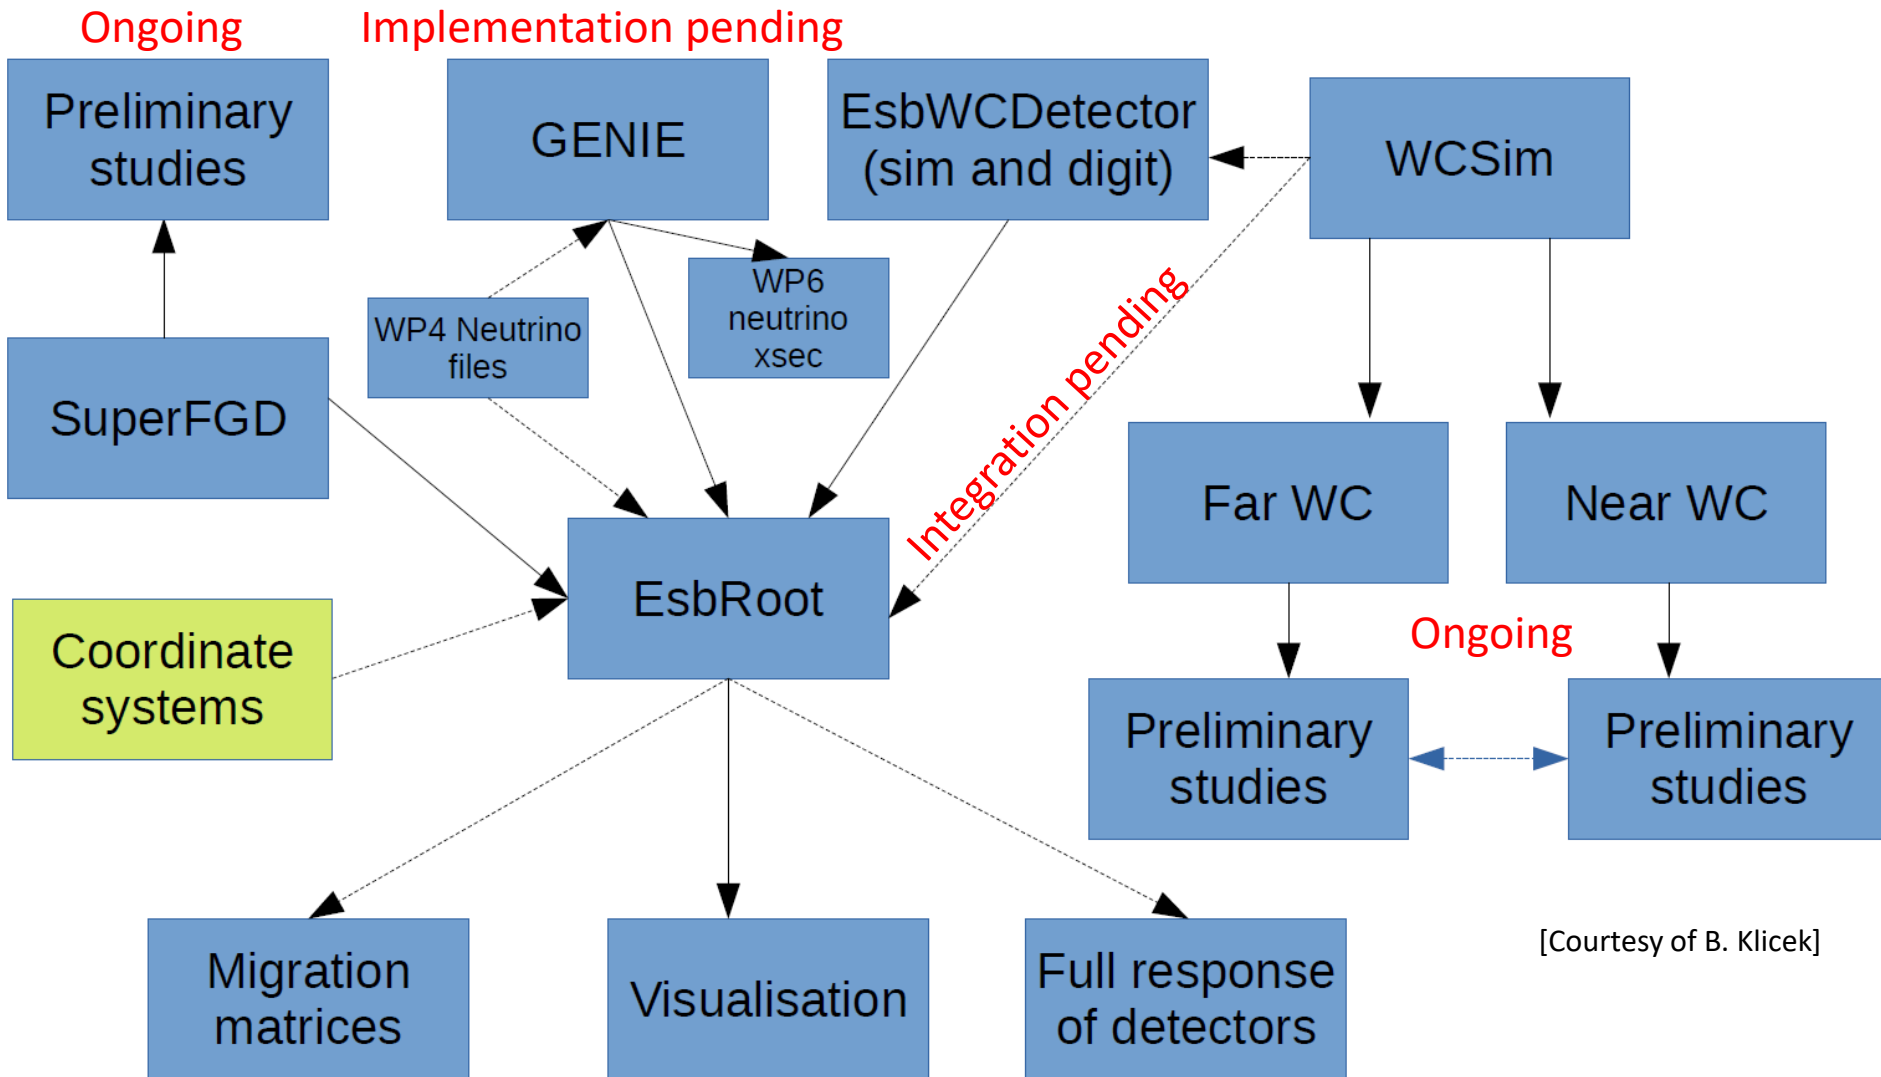 Ongoing
Implementation pending
Preliminary
studies
GENIE
EsbWCDetector
(sim and digit)
WCSim
WP4 Neutrino
files
WP6
neutrino
xsec
Integration pending
SuperFGD
Far WC
Near WC
EsbRoot
Coordinate
systems
Ongoing
Preliminary
studies
Preliminary
studies
Migration
matrices
Visualisation
Full response
of detectors
[Courtesy of B. Klicek]